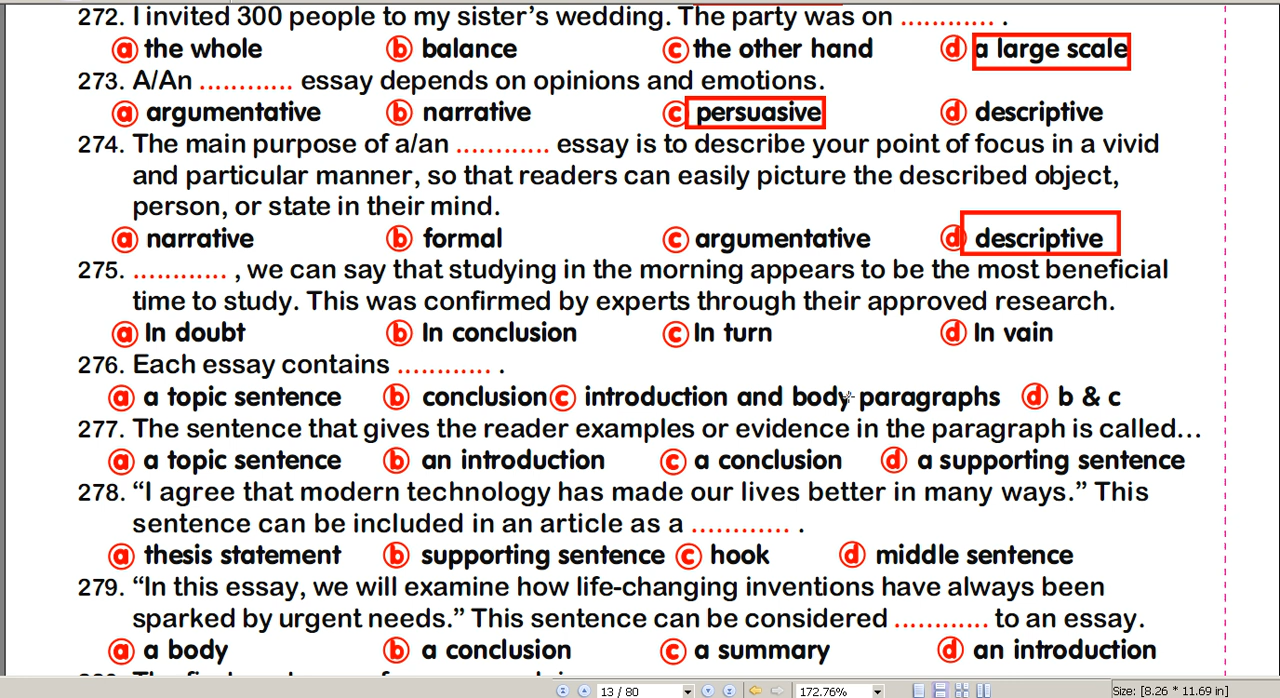 272. I invited 300 people to my sister's wedding. The party was on ............ .
ⓐ the whole ⓑ balance ⓒ the other hand ⓓ a large scale
273. A/An ............ essay depends on opinions and emotions.
ⓐ argumentative ⓑ narrative ⓒ persuasive ⓓ descriptive
274. The main purpose of a/an ............ essay is to describe your point of focus in a vivid
and particular manner, so that readers can easily picture the described object,
person, or state in their mind.
ⓐ narrative ⓑ formal ⓒ argumentative ⓓ descriptive
275. ............ , we can say that studying in the morning appears to be the most beneficial
time to study. This was confirmed by experts through their approved research.
ⓐ In doubt ⓑ In conclusion ⓒ In turn ⓓ In vain
276. Each essay contains ............ .
ⓐ a topic sentence ⓑ conclusion ⓒ introduction and body paragraphs ⓓ b & c
277. The sentence that gives the reader examples or evidence in the paragraph is called...
ⓐ a topic sentence ⓑ an introduction ⓒ a conclusion ⓓ a supporting sentence
278. “I agree that modern technology has made our lives better in many ways.” This
sentence can be included in an article as a ............ .
ⓐ thesis statement ⓑ supporting sentence ⓒ hook ⓓ middle sentence
279. “In this essay, we will examine how life-changing inventions have always been
sparked by urgent needs.” This sentence can be considered ............ to an essay.
ⓐ a body ⓑ a conclusion ⓒ a summary ⓓ an introduction
13 / 80 172.76% Size: [8.26 * 11.69 in]